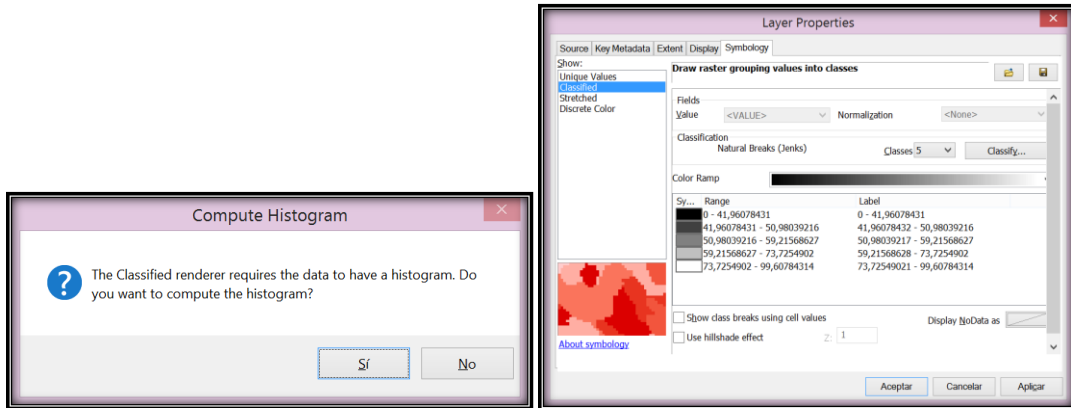 Compute Histogram
The Classified renderer requires the data to have a histogram. Do
you want to compute the histogram?
Sí
No
Layer Properties
Source Key Metadata Extent Display Symbology
Show:
Unique Values
Classified
Stretched
Discrete Color
About symbology
Draw raster grouping values into classes
Fields
Value <VALUE> Normalization <None>
Classification
Natural Breaks (Jenks) Classes 5 Classify...
Color Ramp
Sy... Range Label
0 - 41,96078431 0 - 41,96078431
41,96078431 - 50,98039216 41,96078432 - 50,98039216
50,98039216 - 59,21568627 50,98039217 - 59,21568627
59,21568627 - 73,7254902 59,21568628 - 73,7254902
73,7254902 - 99,60784314 73,72549021 - 99,60784314
Show class breaks using cell values Display NoData as
Use hillshade effect Z: 1
Aceptar Cancelar Aplicar